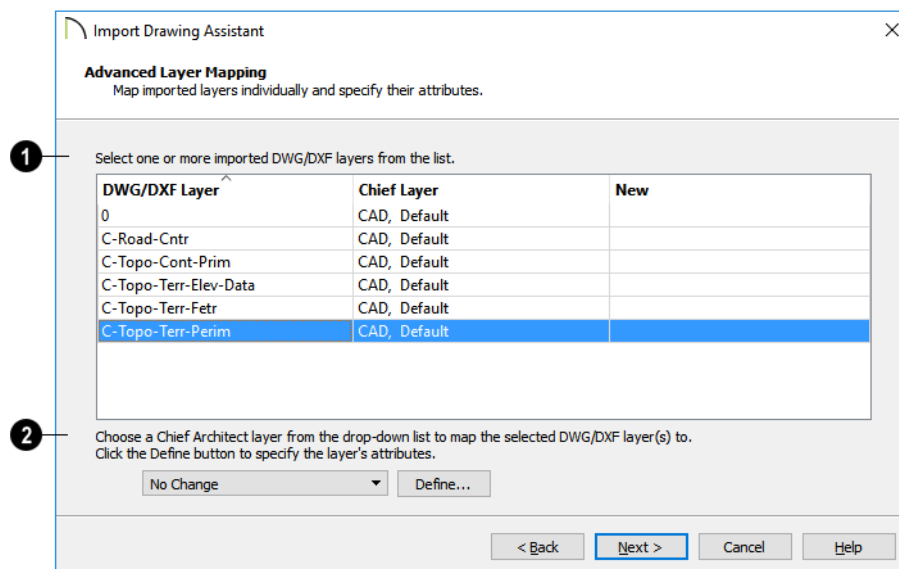 Import Drawing Assistant
Advanced Layer Mapping
Map imported layers individually and specify their attributes.
1
Select one or more imported DWG/DXF layers from the list.
DWG/DXF Layer Chief Layer New
0 CAD, Default
C-Road-Cntr CAD, Default
C-Topo-Cont-Prim CAD, Default
C-Topo-Terr-Elev-Data CAD, Default
C-Topo-Terr-Fetr CAD, Default
C-Topo-Terr-Perim CAD, Default
2
Choose a Chief Architect layer from the drop-down list to map the selected DWG/DXF layer(s) to.
Click the Define button to specify the layer's attributes.
No Change Define...
< Back Next > Cancel Help